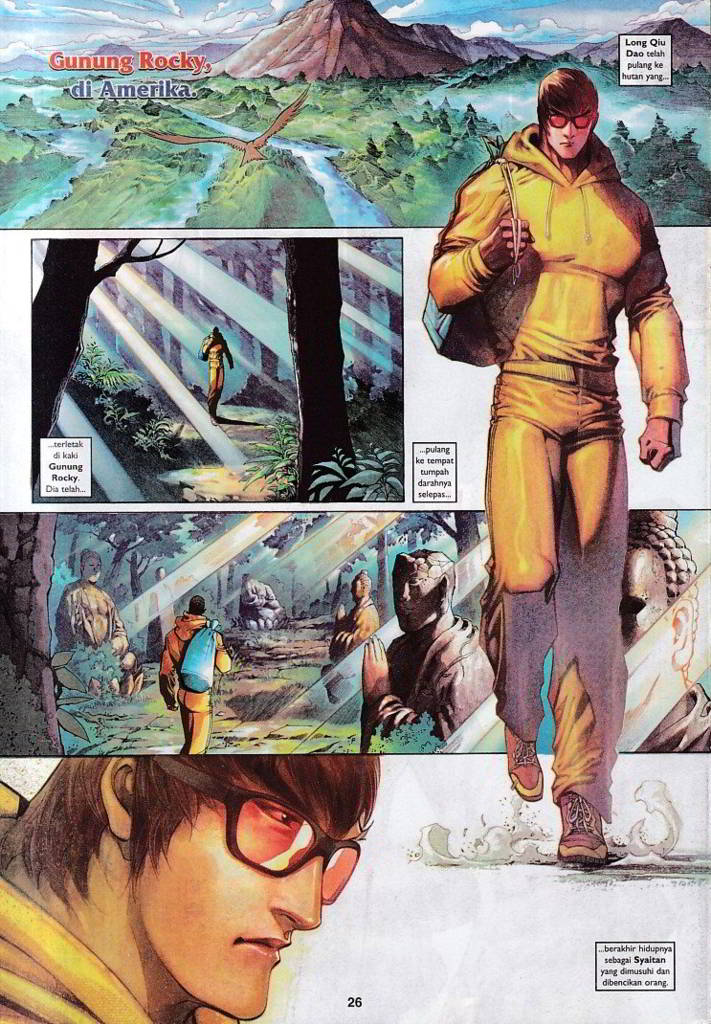 Gunung Rocky,
di Amerika.
Long Qiu
Dao telah
pulang ke
hutan yang...
...terletak
di kaki
Gunung
Rocky.
Dia telah...
...pulang
ke tempat
tumpah
darahnya
selepas...
...berakhir hidupnya
sebagai Syaitan
yang dimusuhi dan
dibencikan orang.
26